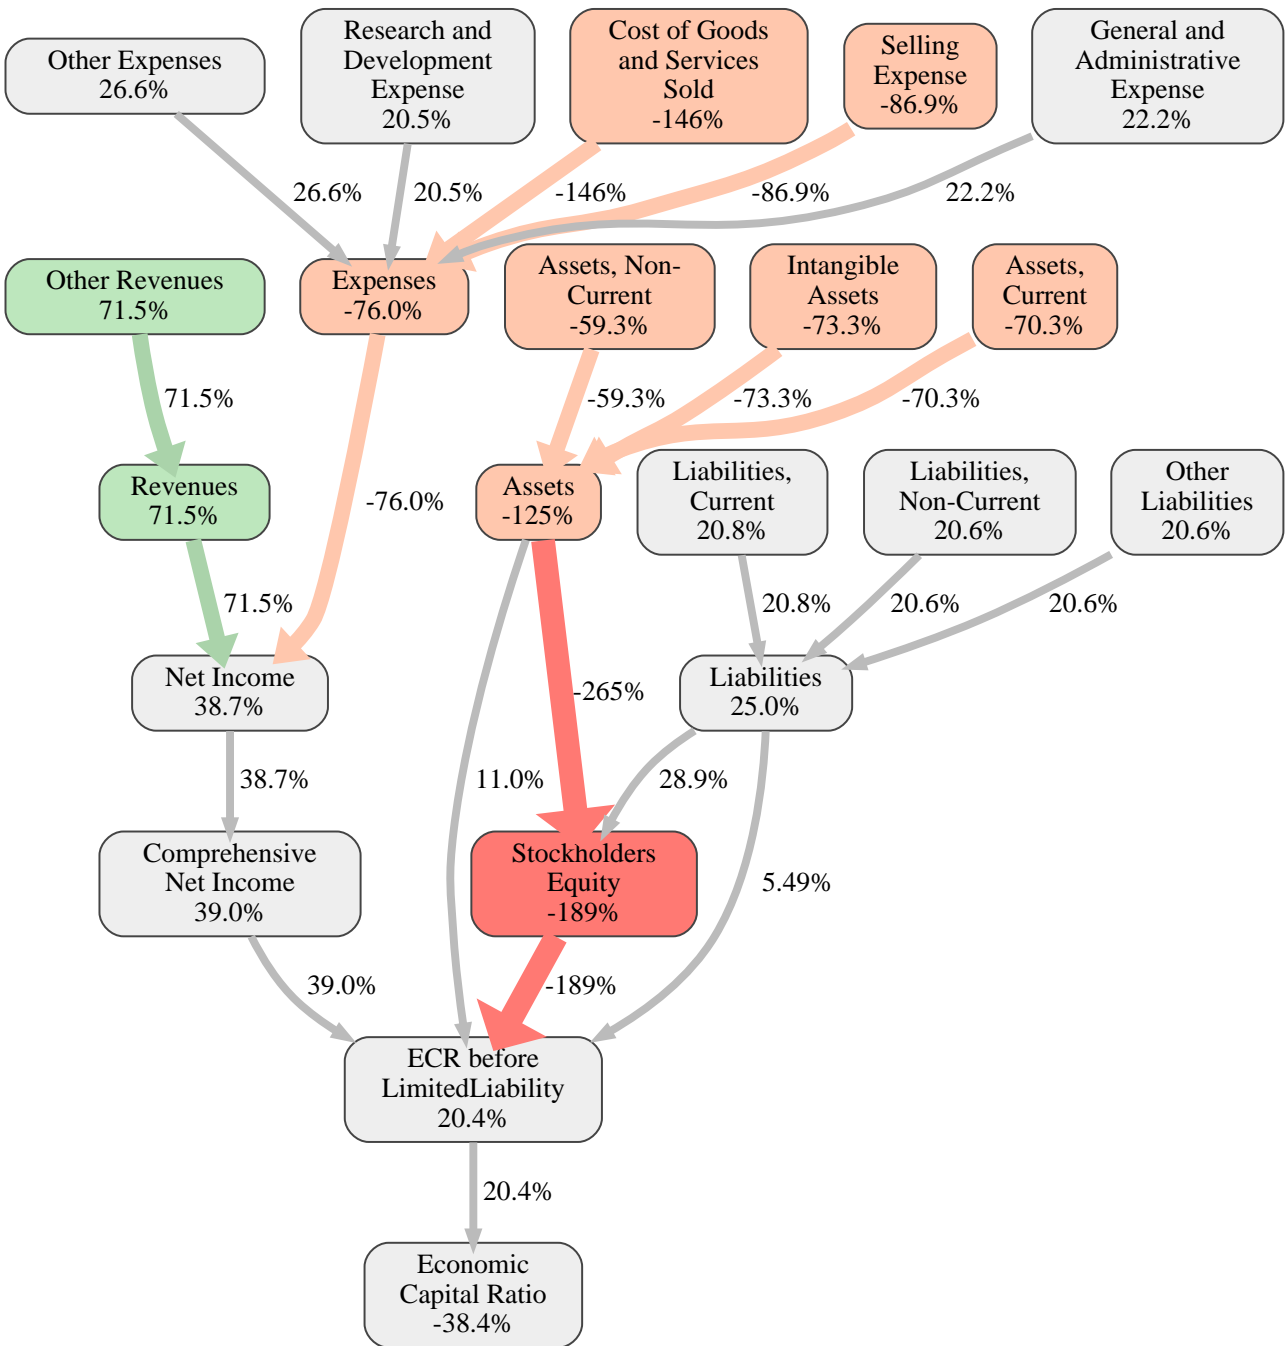 Other Expenses
26.6%
Research and
Development
Expense
20.5%
Cost of Goods
and Services
Sold
-146%
Selling
Expense
-86.9%
General and
Administrative
Expense
22.2%
26.6%
20.5%
-146%
-86.9%
22.2%
Other Revenues
71.5%
Expenses
-76.0%
Assets, Non-
Current
-59.3%
Intangible
Assets
-73.3%
Assets,
Current
-70.3%
71.5%
-59.3%
-73.3%
-70.3%
Revenues
71.5%
-76.0%
Assets
-125%
Liabilities,
Current
20.8%
Liabilities,
Non-Current
20.6%
Other
Liabilities
20.6%
71.5%
20.8%
20.6%
20.6%
Net Income
38.7%
-265%
Liabilities
25.0%
38.7%
11.0%
28.9%
Comprehensive
Net Income
39.0%
Stockholders
Equity
-189%
5.49%
39.0%
-189%
ECR before
LimitedLiability
20.4%
20.4%
Economic
Capital Ratio
-38.4%